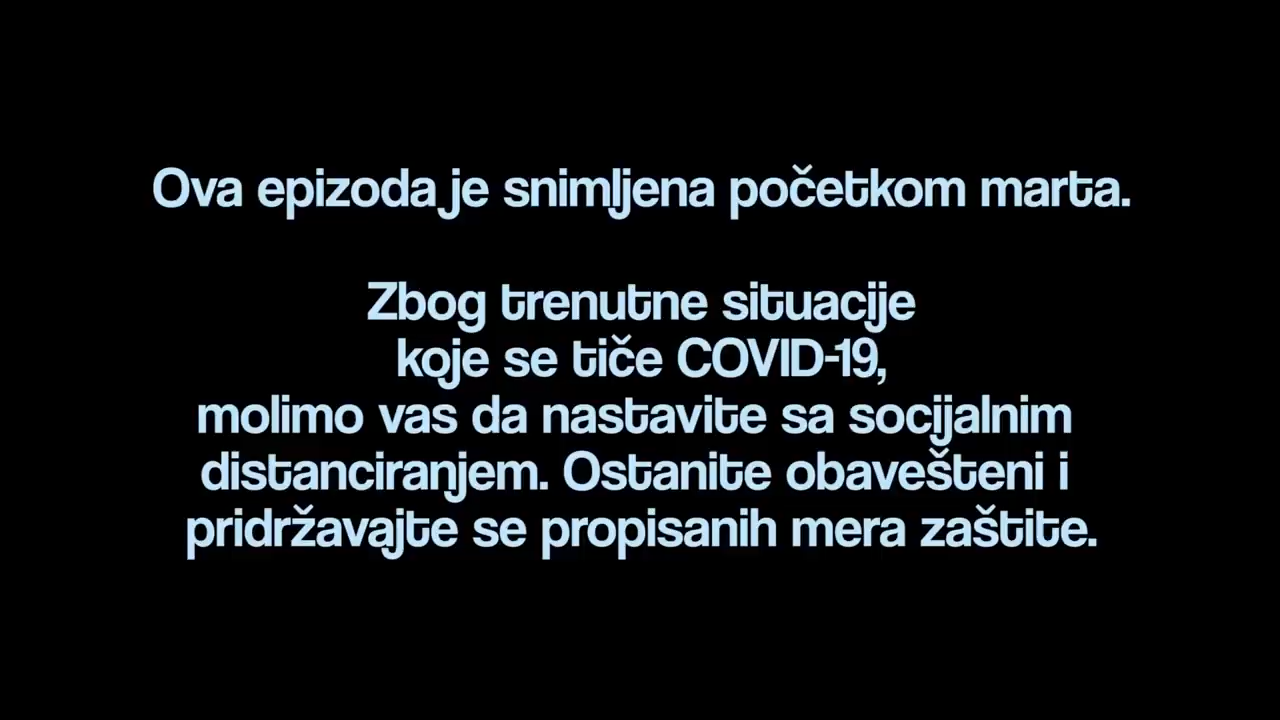 Ova epizoda je snimljena početkom marta.
Zbog trenutne situacije
koje se tiče COVID-19,
molimo vas da nastavite sa socijalnim
distanciranjem. Ostanite obavešteni i
pridržavajte se propisanih mera zaštite.